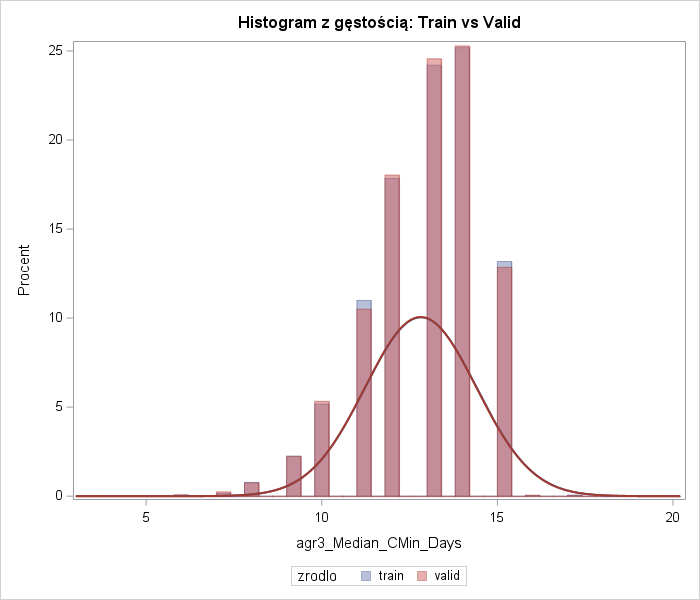 Histogram z gęstością: Train vs Valid
25
20
15
10
5
0
Procent
5 10 15 20
agr3_Median_CMin_Days
zrodlo train valid